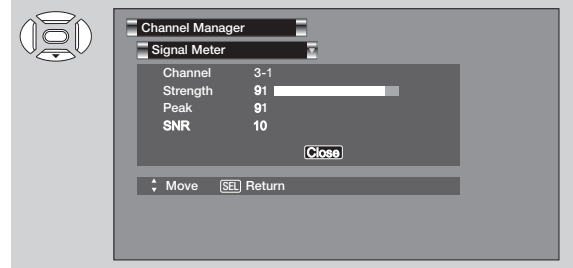 Channel Manager
Signal Meter
Channel 3-1
Strength 91
Peak 91
SNR 10
Close
Move SEL Return